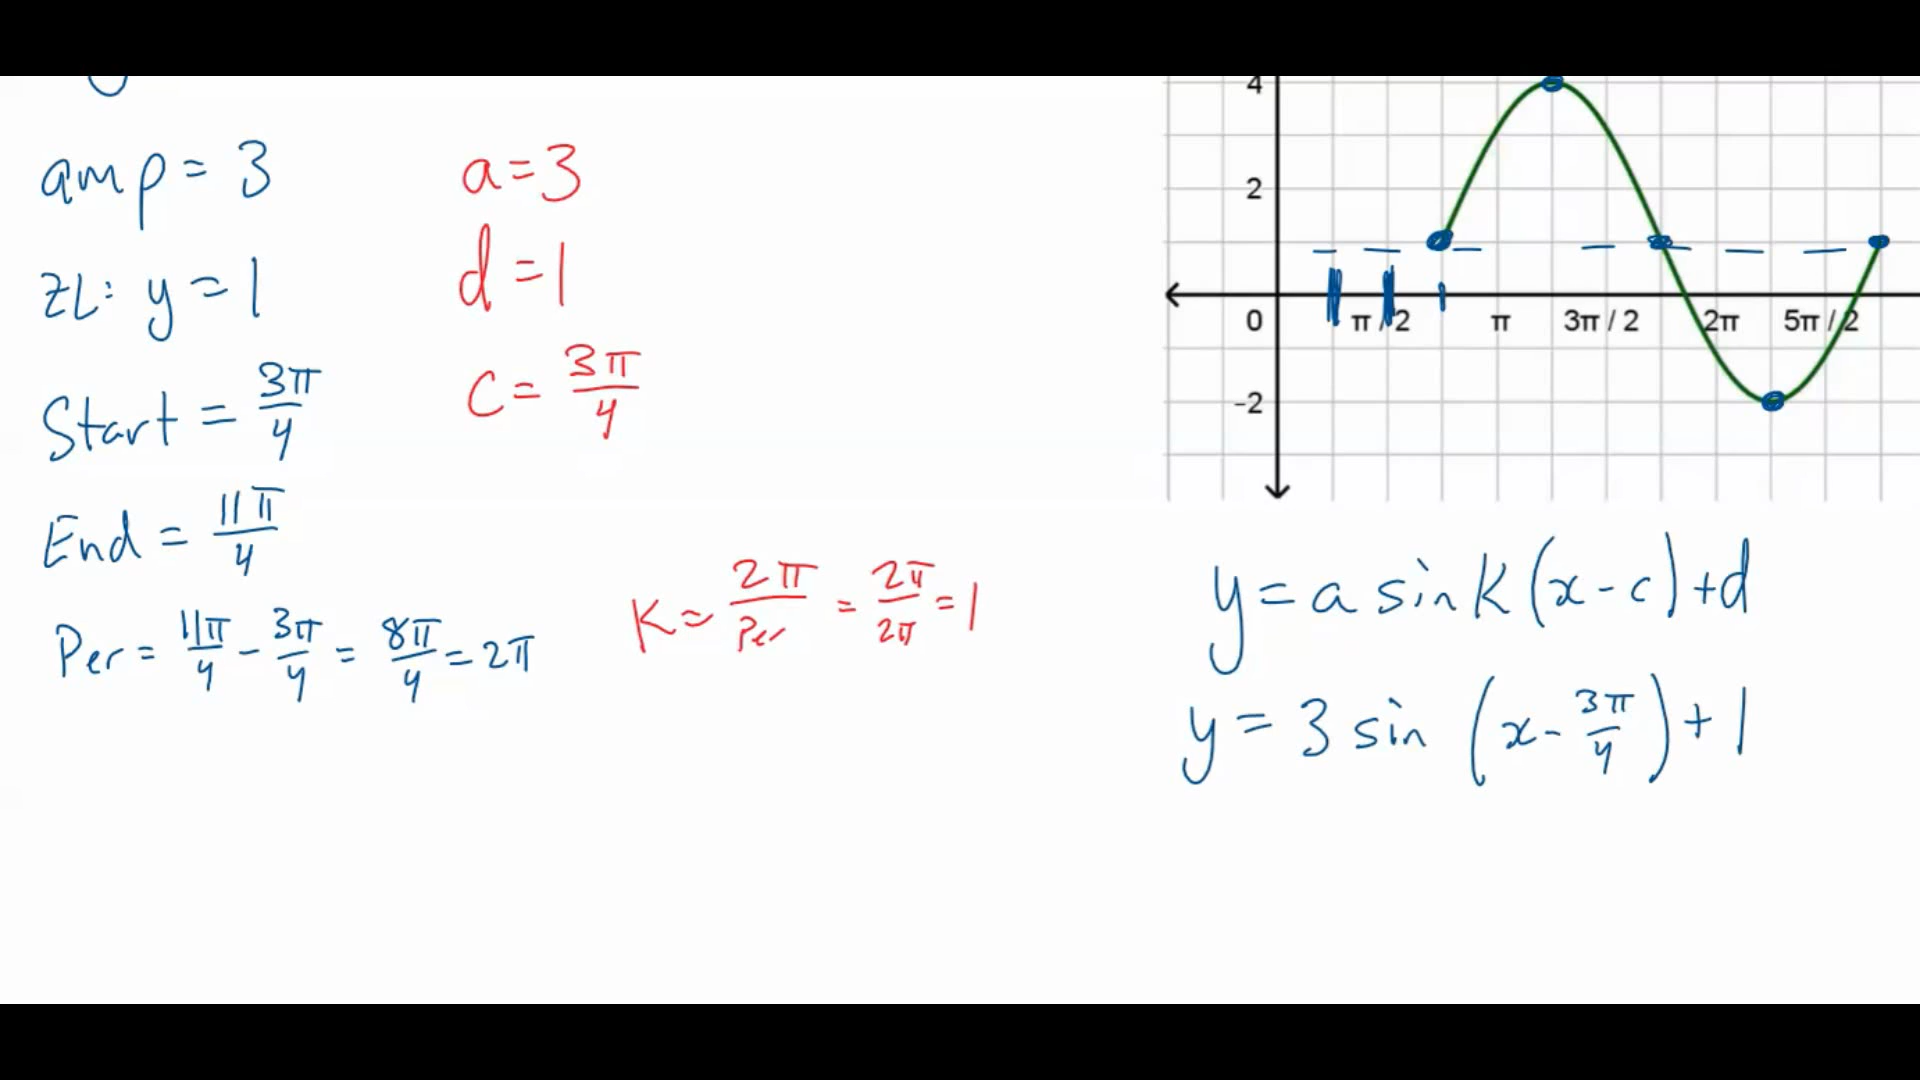 amp = 3
a = 3
ZL: y = 1
d = 1
Start = 3π/4
c = 3π/4
End = 11π/4
Per = 11π/4 - 3π/4 = 8π/4 = 2π
K = 2π/Per = 2π/2π = 1
4
2
0 π / 2 π 3π / 2 2π 5π / 2
-2
y = a sin K (x - c) + d
y = 3 sin (x - 3π/4) + 1